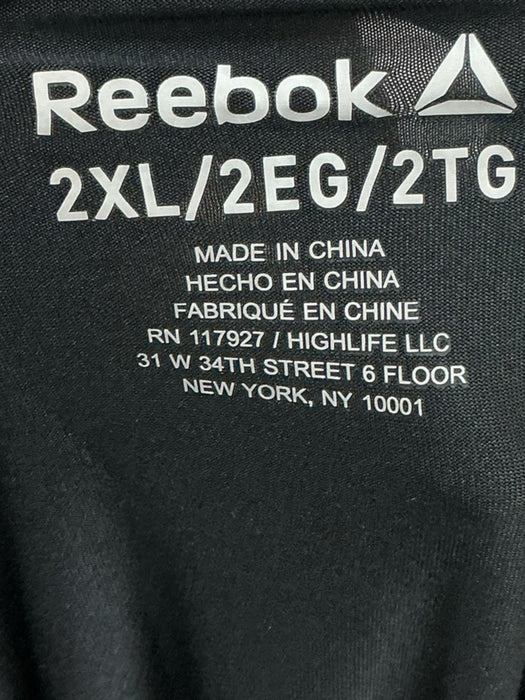 Reebok
2XL/2EG/2TG
MADE IN CHINA
HECHO EN CHINA
FABRIQUÉ EN CHINE
RN 117927 / HIGHLIFE LLC
31 W 34TH STREET 6 FLOOR
NEW YORK, NY 10001